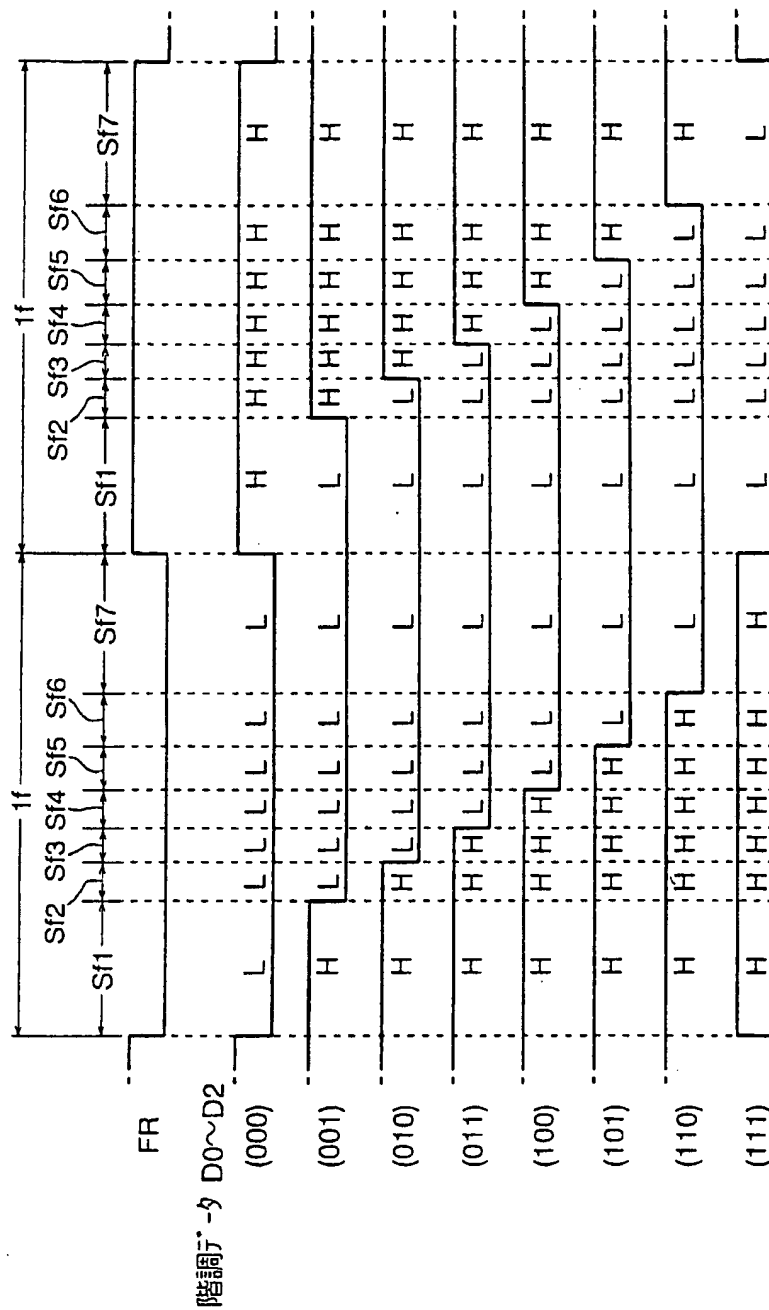 1f 1f
Sf1 Sf2 Sf3 Sf4 Sf5 Sf6 Sf7 Sf1 Sf2 Sf3 Sf4 Sf5 Sf6 Sf7
FR
階調データ D0~D2
(000) L L L L L L L H H H H H H H
(001) H L L L L L L L H H H H H H
(010) H H L L L L L L L H H H H H
(011) H H H L L L L L L L H H H H
(100) H H H H L L L L L L L H H H
(101) H H H H H L L L L L L L H H
(110) H H H H H H L L L L L L L H
(111) H H H H H H H L L L L L L L